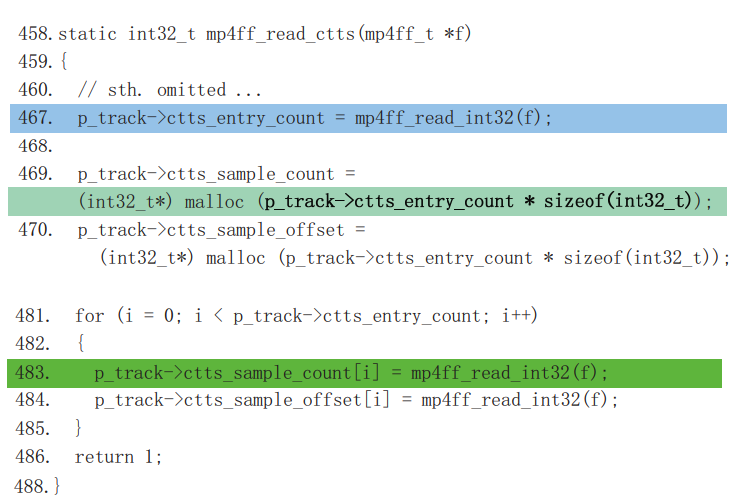 458.static int32_t mp4ff_read_ctts(mp4ff_t *f)
459.{
460. // sth. omitted ...
467. p_track->ctts_entry_count = mp4ff_read_int32(f);
468.
469. p_track->ctts_sample_count =
(int32_t*) malloc (p_track->ctts_entry_count * sizeof(int32_t));
470. p_track->ctts_sample_offset =
(int32_t*) malloc (p_track->ctts_entry_count * sizeof(int32_t));
481. for (i = 0; i < p_track->ctts_entry_count; i++)
482. {
483. p_track->ctts_sample_count[i] = mp4ff_read_int32(f);
484. p_track->ctts_sample_offset[i] = mp4ff_read_int32(f);
485. }
486. return 1;
488.}